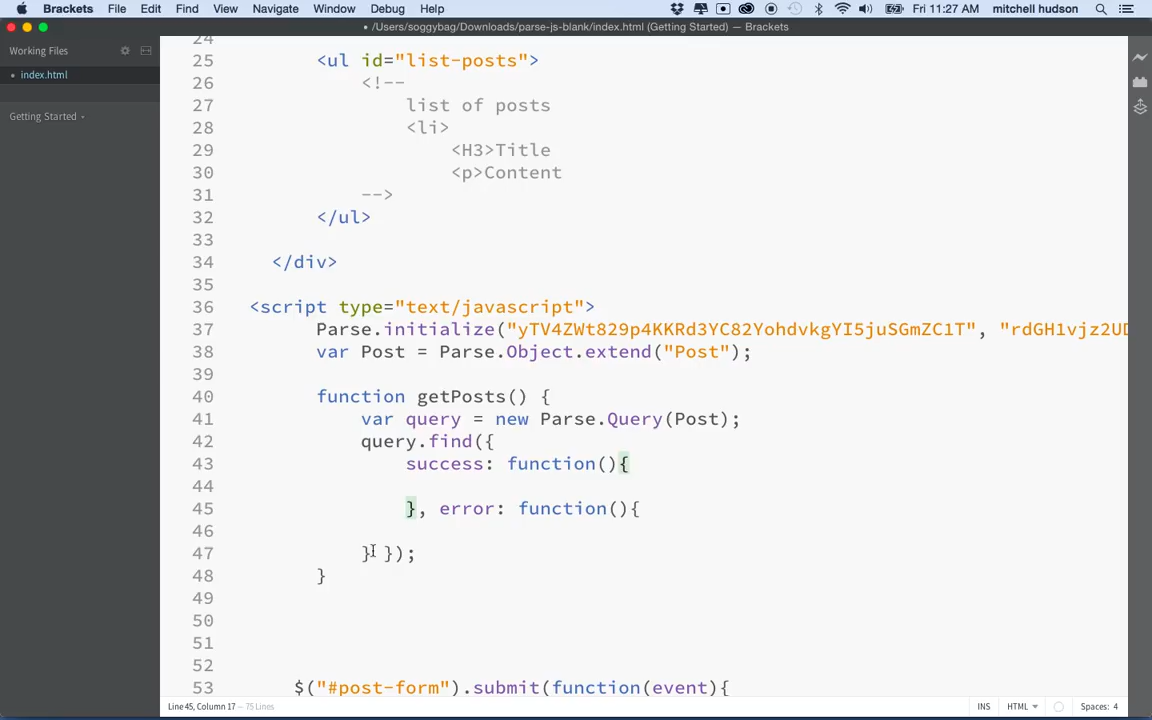 Brackets File Edit Find View Navigate Window Debug Help Fri 11:27 AM mitchell hudson
• /Users/soggybag/Downloads/parse-js-blank/index.html (Getting Started) — Brackets
Working Files
• index.html
Getting Started
24
25 <ul id="list-posts">
26 <!--
27 list of posts
28 <li>
29 <H3>Title
30 <p>Content
31 -->
32 </ul>
33
34 </div>
35
36 <script type="text/javascript">
37 Parse.initialize("yTV4ZWt829p4KKRd3YC82YohdvkgYI5juSGmZC1T", "rdGH1vjz2UD
38 var Post = Parse.Object.extend("Post");
39
40 function getPosts() {
41 var query = new Parse.Query(Post);
42 query.find({
43 success: function(){
44
45 }, error: function(){
46
47 } });
48 }
49
50
51
52
53 $("#post-form").submit(function(event){
Line 45, Column 17 — 75 Lines INS HTML Spaces: 4